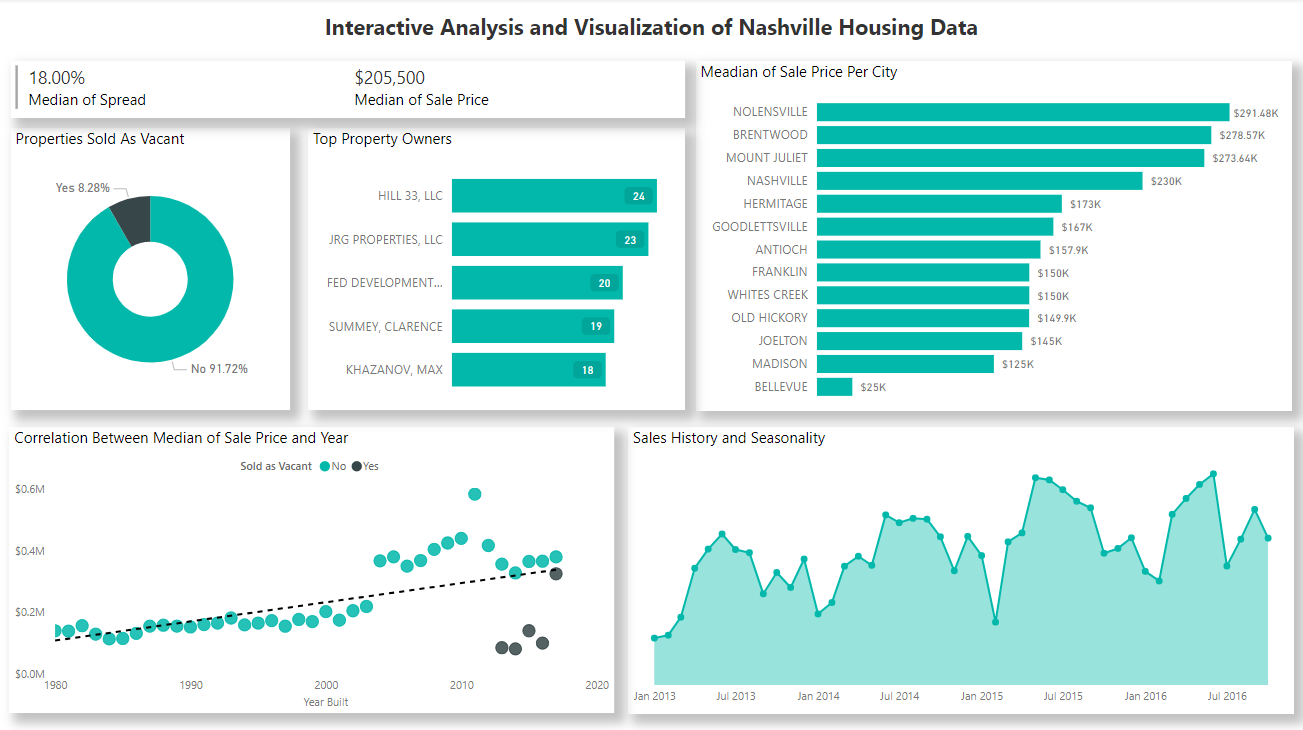 Interactive Analysis and Visualization of Nashville Housing Data
18.00%
Median of Spread
$205,500
Median of Sale Price
Properties Sold As Vacant
Yes 8.28%
No 91.72%
Top Property Owners
HILL 33, LLC 24
JRG PROPERTIES, LLC 23
FED DEVELOPMENT... 20
SUMMEY, CLARENCE 19
KHAZANOV, MAX 18
Meadian of Sale Price Per City
NOLENSVILLE $291.48K
BRENTWOOD $278.57K
MOUNT JULIET $273.64K
NASHVILLE $230K
HERMITAGE $173K
GOODLETTSVILLE $167K
ANTIOCH $157.9K
FRANKLIN $150K
WHITES CREEK $150K
OLD HICKORY $149.9K
JOELTON $145K
MADISON $125K
BELLEVUE $25K
Correlation Between Median of Sale Price and Year
Sold as Vacant No Yes
$0.6M
$0.4M
$0.2M
$0.0M
1980 1990 2000 2010 2020
Year Built
Sales History and Seasonality
Jan 2013 Jul 2013 Jan 2014 Jul 2014 Jan 2015 Jul 2015 Jan 2016 Jul 2016